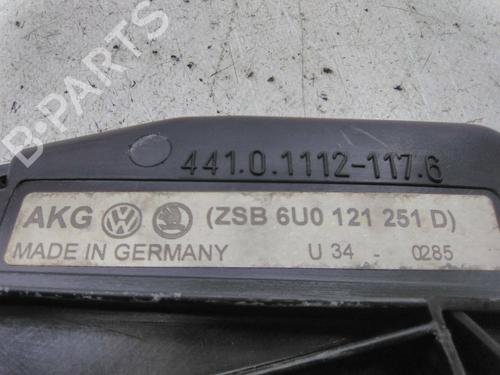 B-PARTS
441.0.1112-117.6
AKG (ZSB 6U0 121 251 D)
MADE IN GERMANY U 34 - 0285